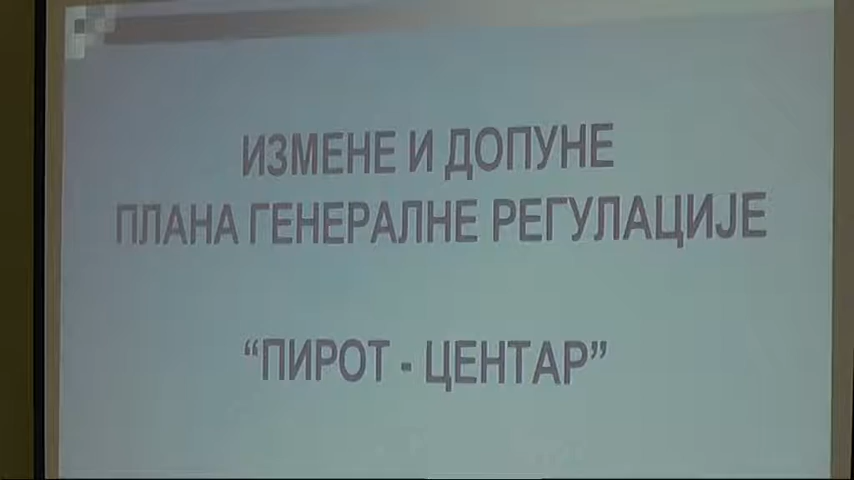 ИЗМЕНЕ И ДОПУНЕ
ПЛАНА ГЕНЕРАЛНЕ РЕГУЛАЦИЈЕ
“ПИРОТ - ЦЕНТАР”